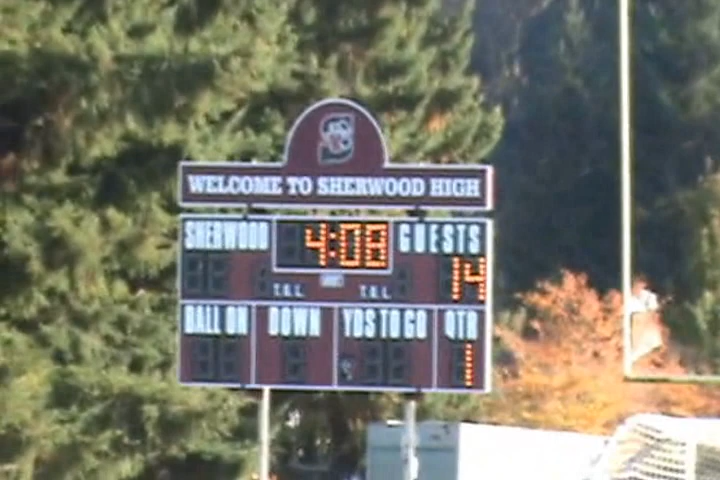 S
WELCOME TO SHERWOOD HIGH
SHERWOOD 4:08 GUESTS
14
T.O.L. T.O.L.
BALL ON DOWN YDS TO GO QTR
1